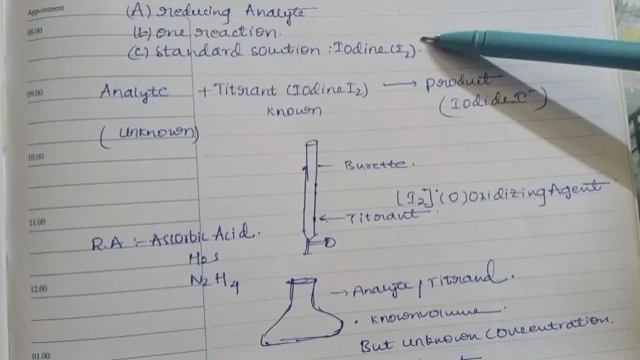 Appointment
(A) reducing Analyte
08.00
(b) one reaction.
(c) standard soution : Iodine (I2).
09.00
Analyte + Titrant (Iodine I2) → product
(Unknown) known (Iodide I⁻)
10.00
Burette.
[I2] : (O) Oxidizing Agent
Titrant
11.00
R.A :- Ascorbic Acid.
H2S
N2H4
12.00
→ Analyte / Titrand.
• known volume.
But unknown Concentration.
01.00